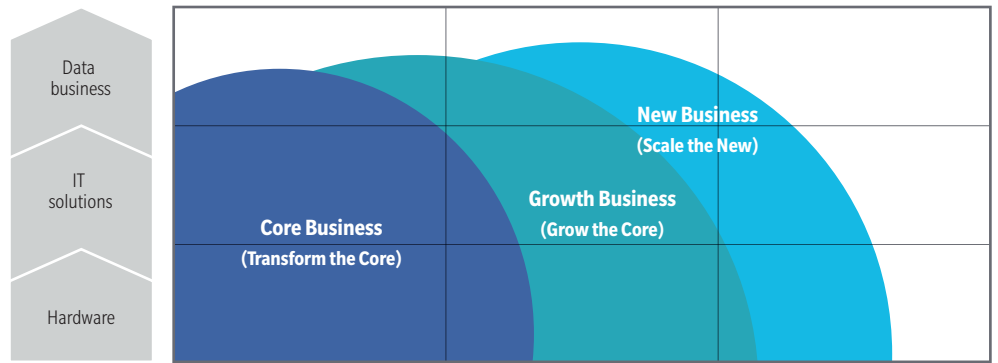 Data
business
IT
solutions
Hardware
New Business
(Scale the New)
Growth Business
(Grow the Core)
Core Business
(Transform the Core)